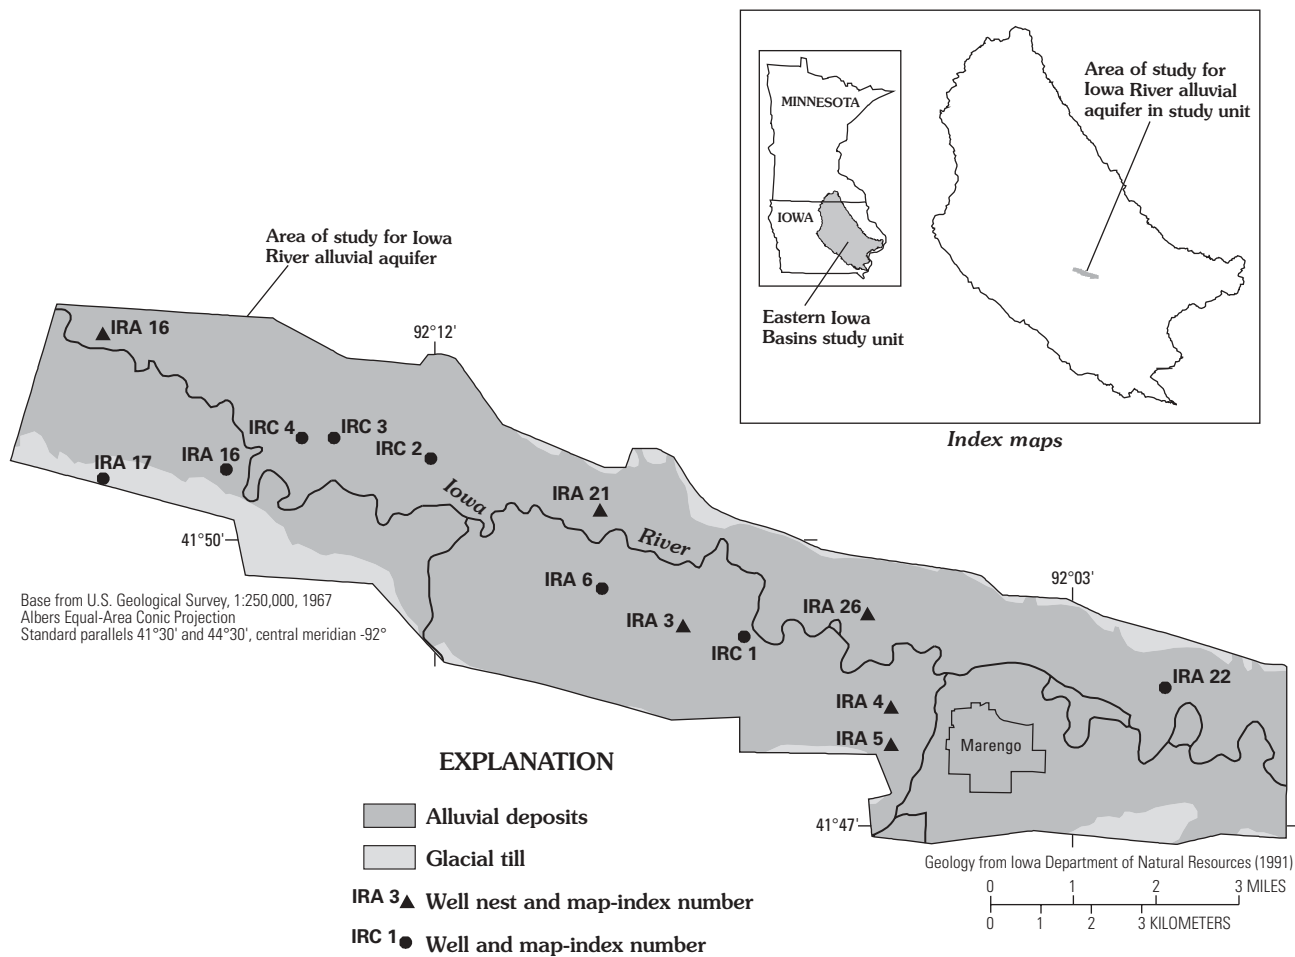 MINNESOTA
IOWA
Eastern Iowa
Basins study unit
Area of study for
Iowa River alluvial
aquifer in study unit
Index maps
Area of study for Iowa
River alluvial aquifer
92°12'
IRA 16
IRC 4
IRC 3
IRC 2
IRA 16
IRA 17
Iowa
River
IRA 21
41°50'
IRA 6
IRA 3
IRC 1
IRA 26
92°03'
IRA 22
IRA 4
IRA 5
Marengo
41°47'
Base from U.S. Geological Survey, 1:250,000, 1967
Albers Equal-Area Conic Projection
Standard parallels 41°30' and 44°30', central meridian -92°
EXPLANATION
Alluvial deposits
Glacial till
IRA 3 Well nest and map-index number
IRC 1 Well and map-index number
Geology from Iowa Department of Natural Resources (1991)
0 1 2 3 MILES
0 1 2 3 KILOMETERS